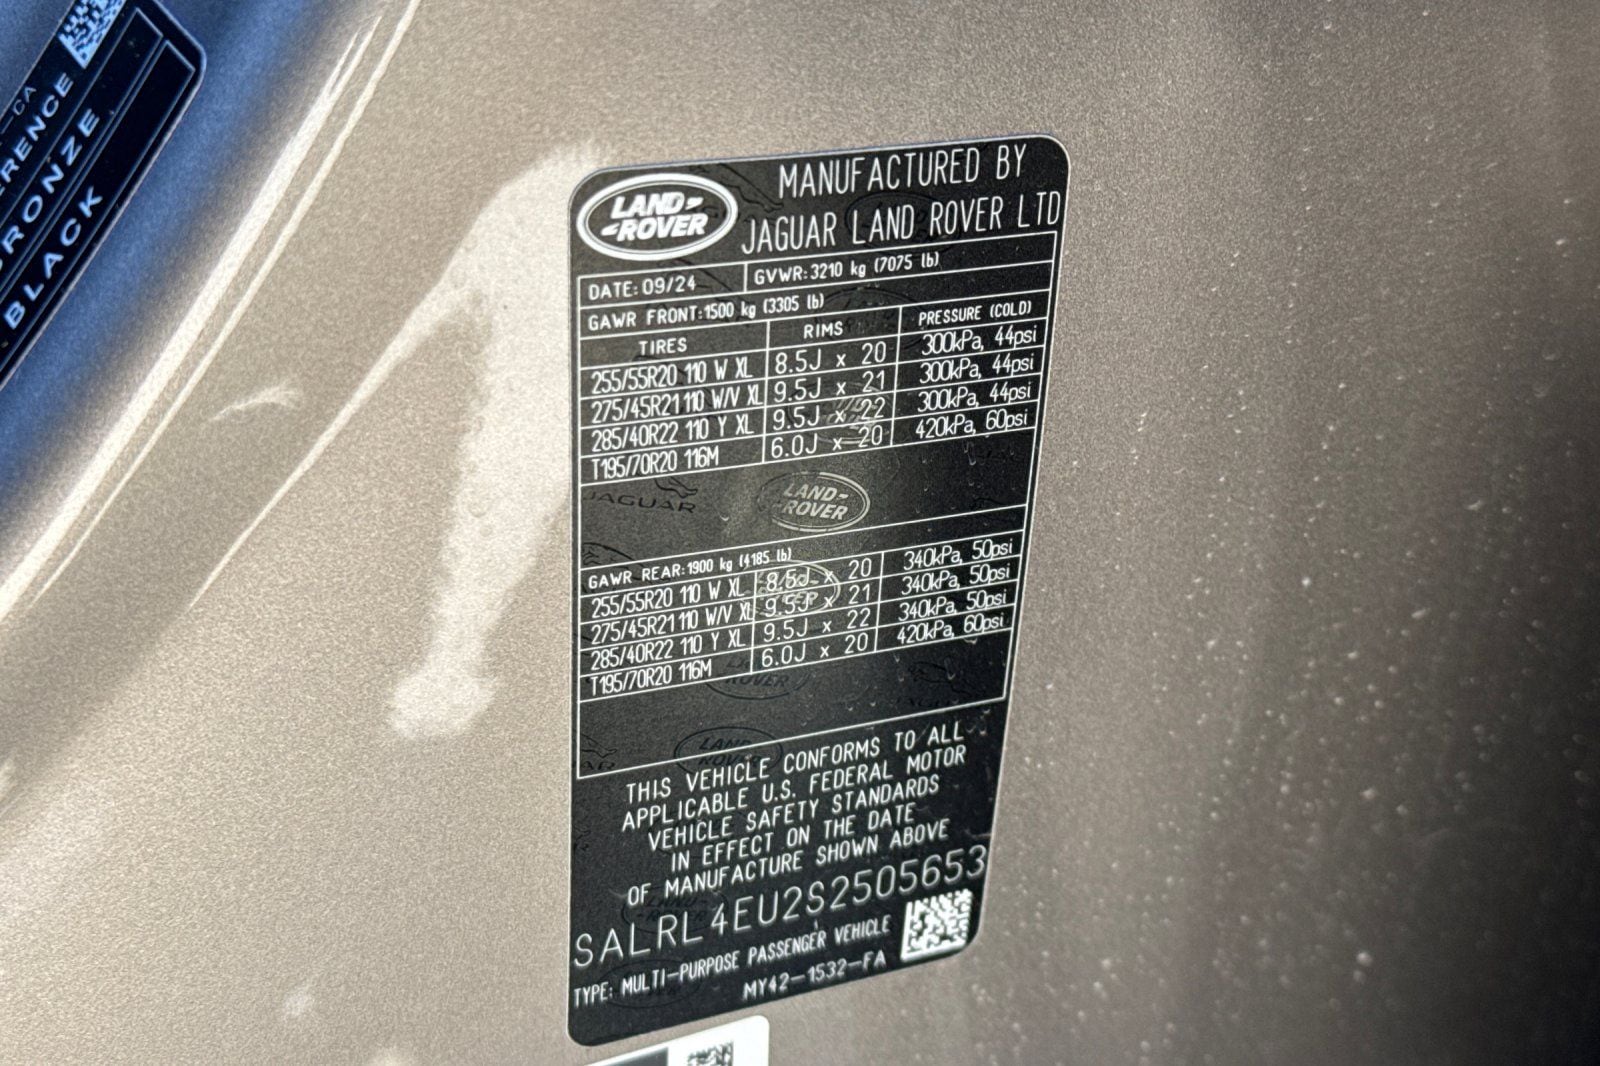 -CA
ERENCE
BRONZE
BLACK
LAND-
-ROVER
MANUFACTURED BY
JAGUAR LAND ROVER LTD
DATE: 09/24
GVWR: 3210 kg (7075 lb)
GAWR FRONT: 1500 kg (3305 lb)
TIRES RIMS PRESSURE (COLD)
255/55R20 110 W XL 8.5J x 20 300kPa, 44psi
275/45R21 110 W/V XL 9.5J x 21 300kPa, 44psi
285/40R22 110 Y XL 9.5J x 22 300kPa, 44psi
T195/70R20 116M 6.0J x 20 420kPa, 60psi
JAGUAR
LAND-
-ROVER
GAWR REAR: 1900 kg (4185 lb)
255/55R20 110 W XL 8.5J x 20 340kPa, 50psi
275/45R21 110 W/V XL 9.5J x 21 340kPa, 50psi
285/40R22 110 Y XL 9.5J x 22 340kPa, 50psi
T195/70R20 116M 6.0J x 20 420kPa, 60psi
LAND-
-ROVER
THIS VEHICLE CONFORMS TO ALL
APPLICABLE U.S. FEDERAL MOTOR
VEHICLE SAFETY STANDARDS
IN EFFECT ON THE DATE
OF MANUFACTURE SHOWN ABOVE
SALRL4EU2S2505653
TYPE: MULTI-PURPOSE PASSENGER VEHICLE
MY42-1532-FA